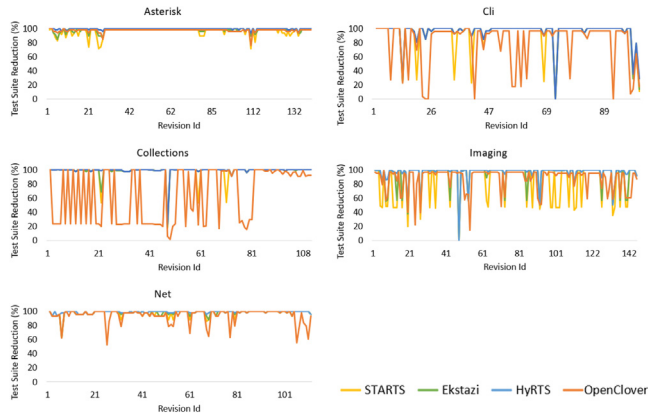 Asterisk
Test Suite Reduction (%)
100
80
60
40
20
0
1 21 42 62 82 102 112 132
Revision Id
Cli
Test Suite Reduction (%)
100
80
60
40
20
0
1 26 47 69 89
Revision Id
Collections
Test Suite Reduction (%)
100
80
60
40
20
0
1 21 41 61 81 108
Revision Id
Imaging
Test Suite Reduction (%)
100
80
60
40
20
0
1 21 41 61 81 101 122 142
Revision Id
Net
Test Suite Reduction (%)
100
80
60
40
20
0
1 21 41 61 81 101
Revision Id
STARTS Ekstazi HyRTS OpenClover